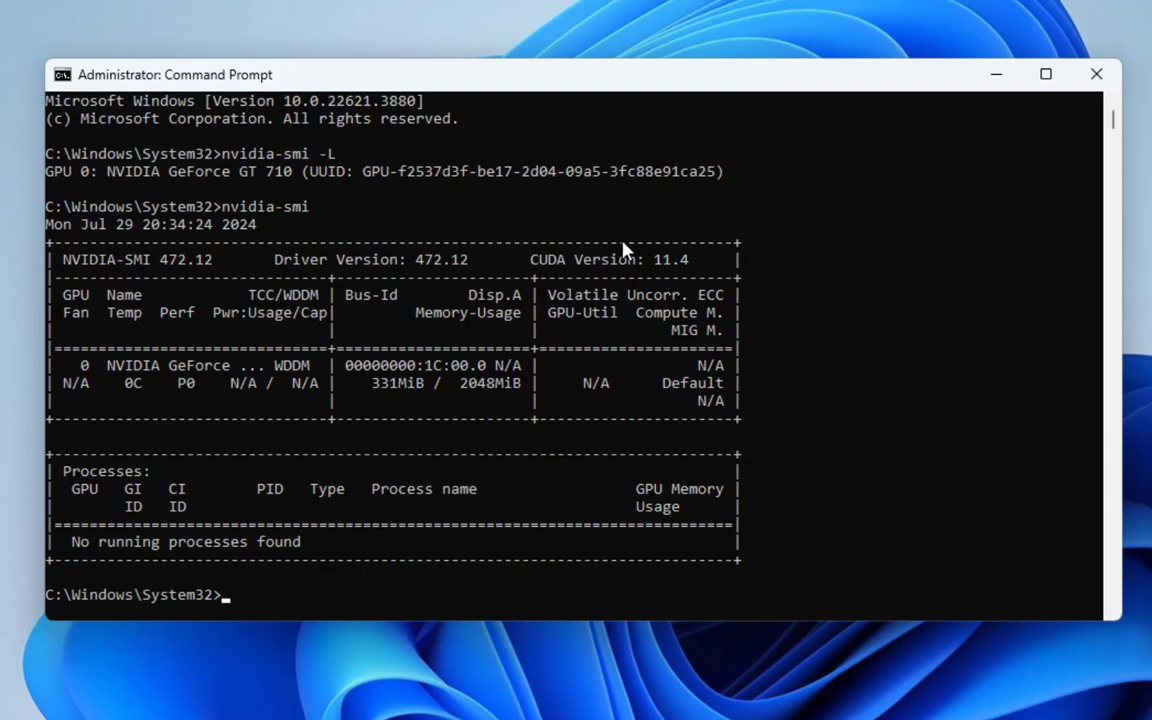 Administrator: Command Prompt
Microsoft Windows [Version 10.0.22621.3880]
(c) Microsoft Corporation. All rights reserved.
C:\Windows\System32>nvidia-smi -L
GPU 0: NVIDIA GeForce GT 710 (UUID: GPU-f2537d3f-be17-2d04-09a5-3fc88e91ca25)
C:\Windows\System32>nvidia-smi
Mon Jul 29 20:34:24 2024
+-----------------------------------------------------------------------------+
| NVIDIA-SMI 472.12       Driver Version: 472.12       CUDA Version: 11.4     |
|-------------------------------+----------------------+----------------------+
| GPU  Name            TCC/WDDM | Bus-Id        Disp.A | Volatile Uncorr. ECC |
| Fan  Temp  Perf  Pwr:Usage/Cap|         Memory-Usage | GPU-Util  Compute M. |
|                               |                      |               MIG M. |
|===============================+======================+======================|
|   0  NVIDIA GeForce ... WDDM  | 00000000:1C:00.0 N/A |                  N/A |
| N/A    0C    P0    N/A /  N/A |    331MiB /  2048MiB |     N/A      Default |
|                               |                      |                  N/A |
+-------------------------------+----------------------+----------------------+
+-----------------------------------------------------------------------------+
| Processes:                                                                  |
|  GPU   GI   CI        PID   Type   Process name                  GPU Memory |
|        ID   ID                                                   Usage      |
|=============================================================================|
|  No running processes found                                                 |
+-----------------------------------------------------------------------------+
C:\Windows\System32>